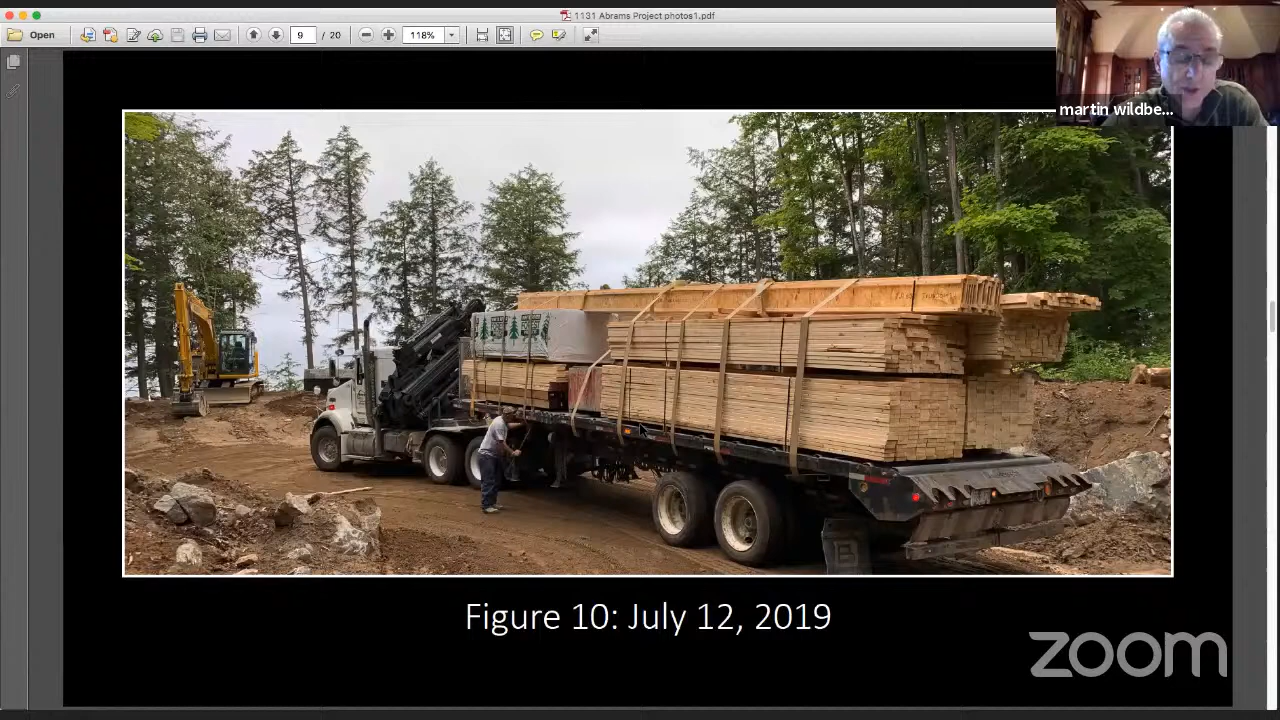 1131 Abrams Project photos1.pdf
Open
9 / 20
118%
martin wildbe...
Figure 10: July 12, 2019
zoom